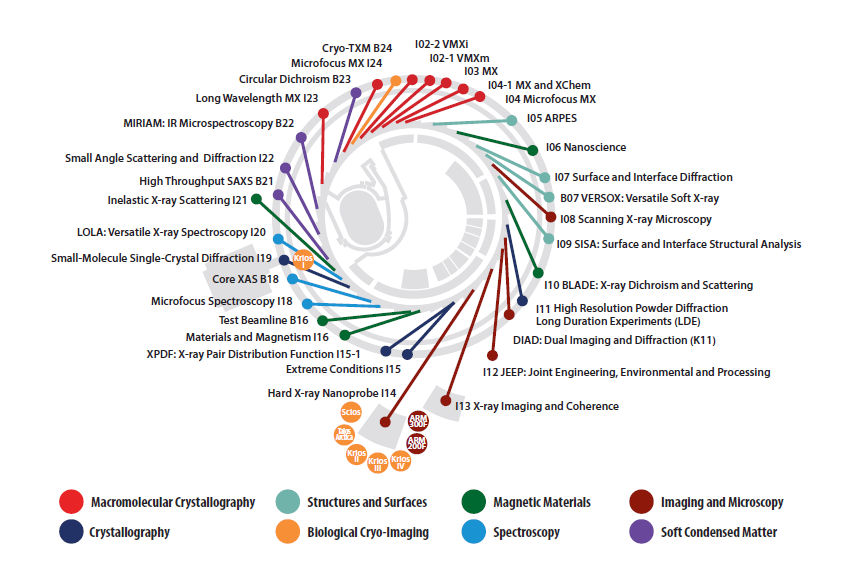 Cryo-TXM B24
Microfocus MX I24
Circular Dichroism B23
Long Wavelength MX I23
MIRIAM: IR Microspectroscopy B22
Small Angle Scattering and Diffraction I22
High Throughput SAXS B21
Inelastic X-ray Scattering I21
LOLA: Versatile X-ray Spectroscopy I20
Small-Molecule Single-Crystal Diffraction I19
Core XAS B18
Microfocus Spectroscopy I18
Test Beamline B16
Materials and Magnetism I16
XPDF: X-ray Pair Distribution Function I15-1
Extreme Conditions I15
Hard X-ray Nanoprobe I14
I02-2 VMXi
I02-1 VMXm
I03 MX
I04-1 MX and XChem
I04 Microfocus MX
I05 ARPES
I06 Nanoscience
I07 Surface and Interface Diffraction
B07 VERSOX: Versatile Soft X-ray
I08 Scanning X-ray Microscopy
I09 SISA: Surface and Interface Structural Analysis
I10 BLADE: X-ray Dichroism and Scattering
I11 High Resolution Powder Diffraction
Long Duration Experiments (LDE)
DIAD: Dual Imaging and Diffraction (K11)
I12 JEEP: Joint Engineering, Environmental and Processing
I13 X-ray Imaging and Coherence
Krios
I
Scios
Arctica
Krios
II
Krios
III
Krios
IV
ARM
300F
ARM
200F
Macromolecular Crystallography
Structures and Surfaces
Magnetic Materials
Imaging and Microscopy
Crystallography
Biological Cryo-Imaging
Spectroscopy
Soft Condensed Matter